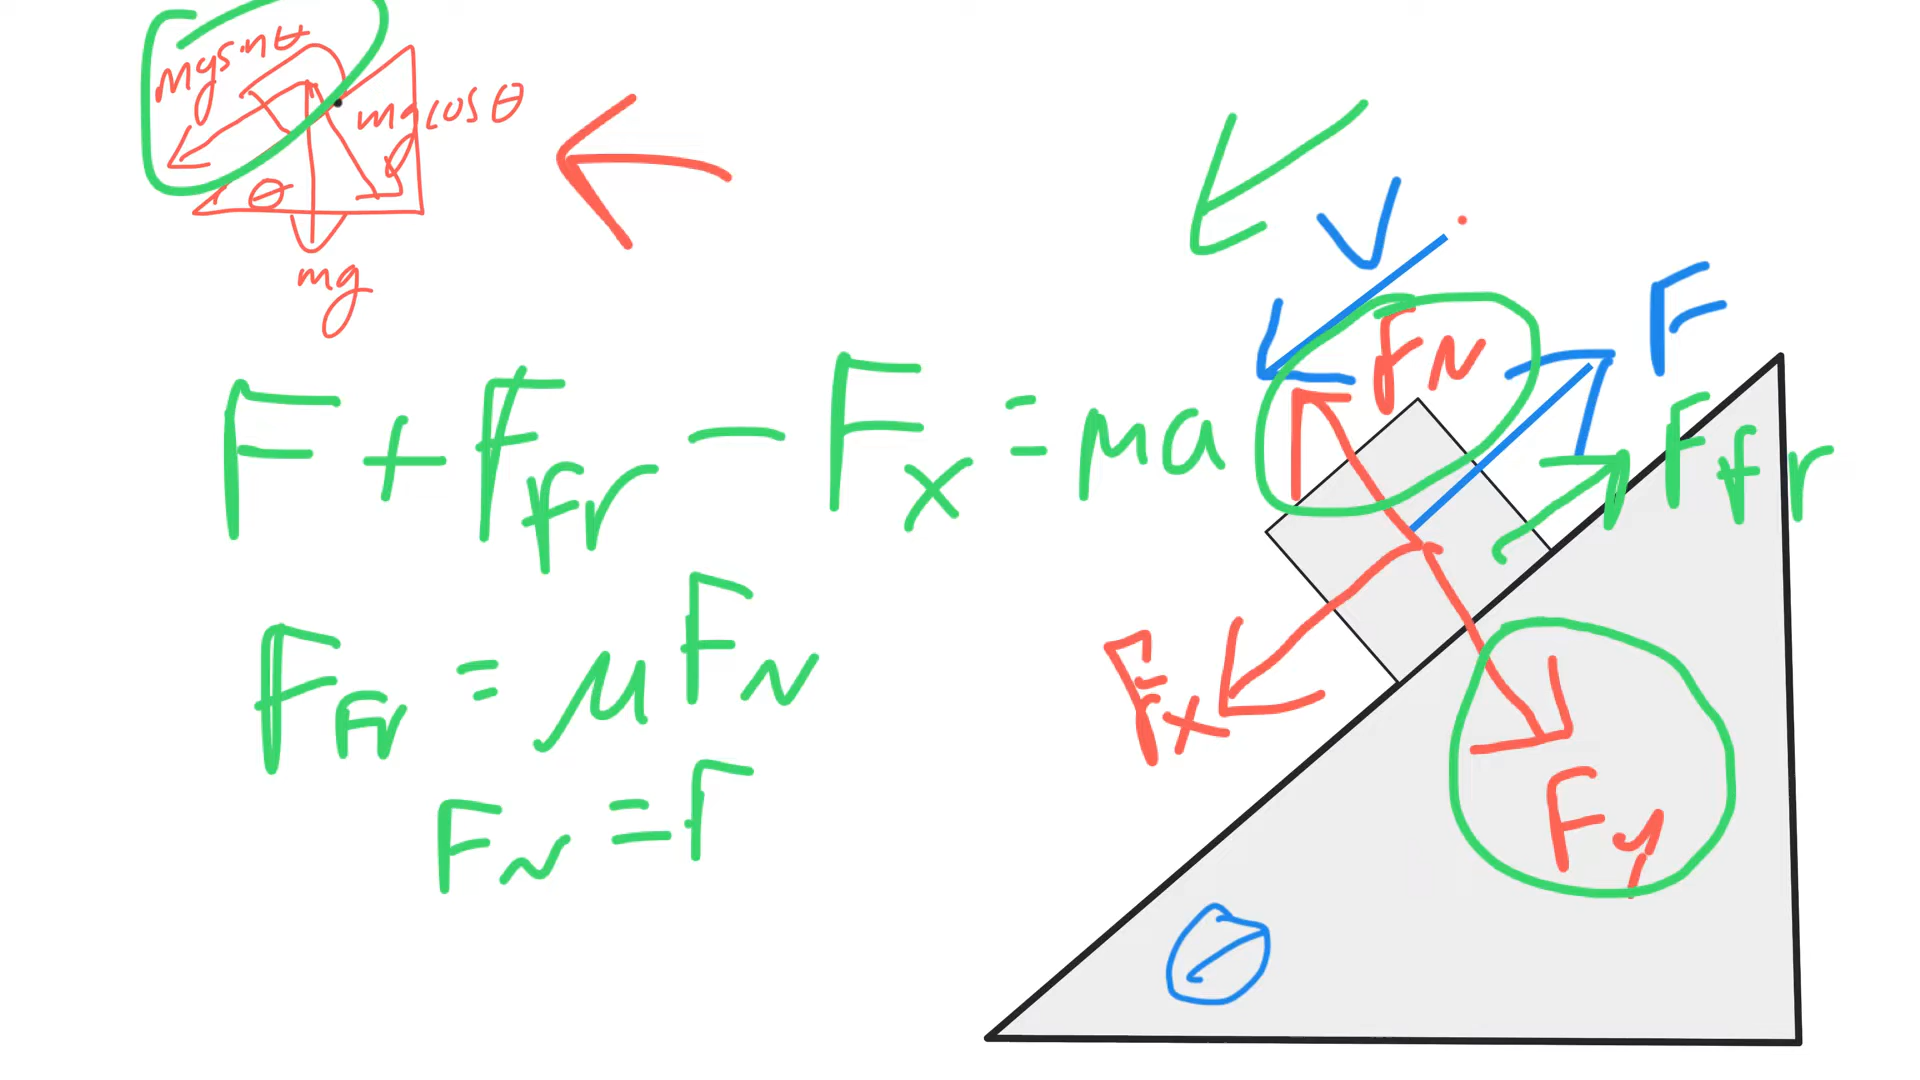 mgsinθ
mgcosθ
θ
mg
V
F
FN
F + Ffr - Fx = ma
Ffr
FFr = μFN
Fx
FN = F
Fy
θ